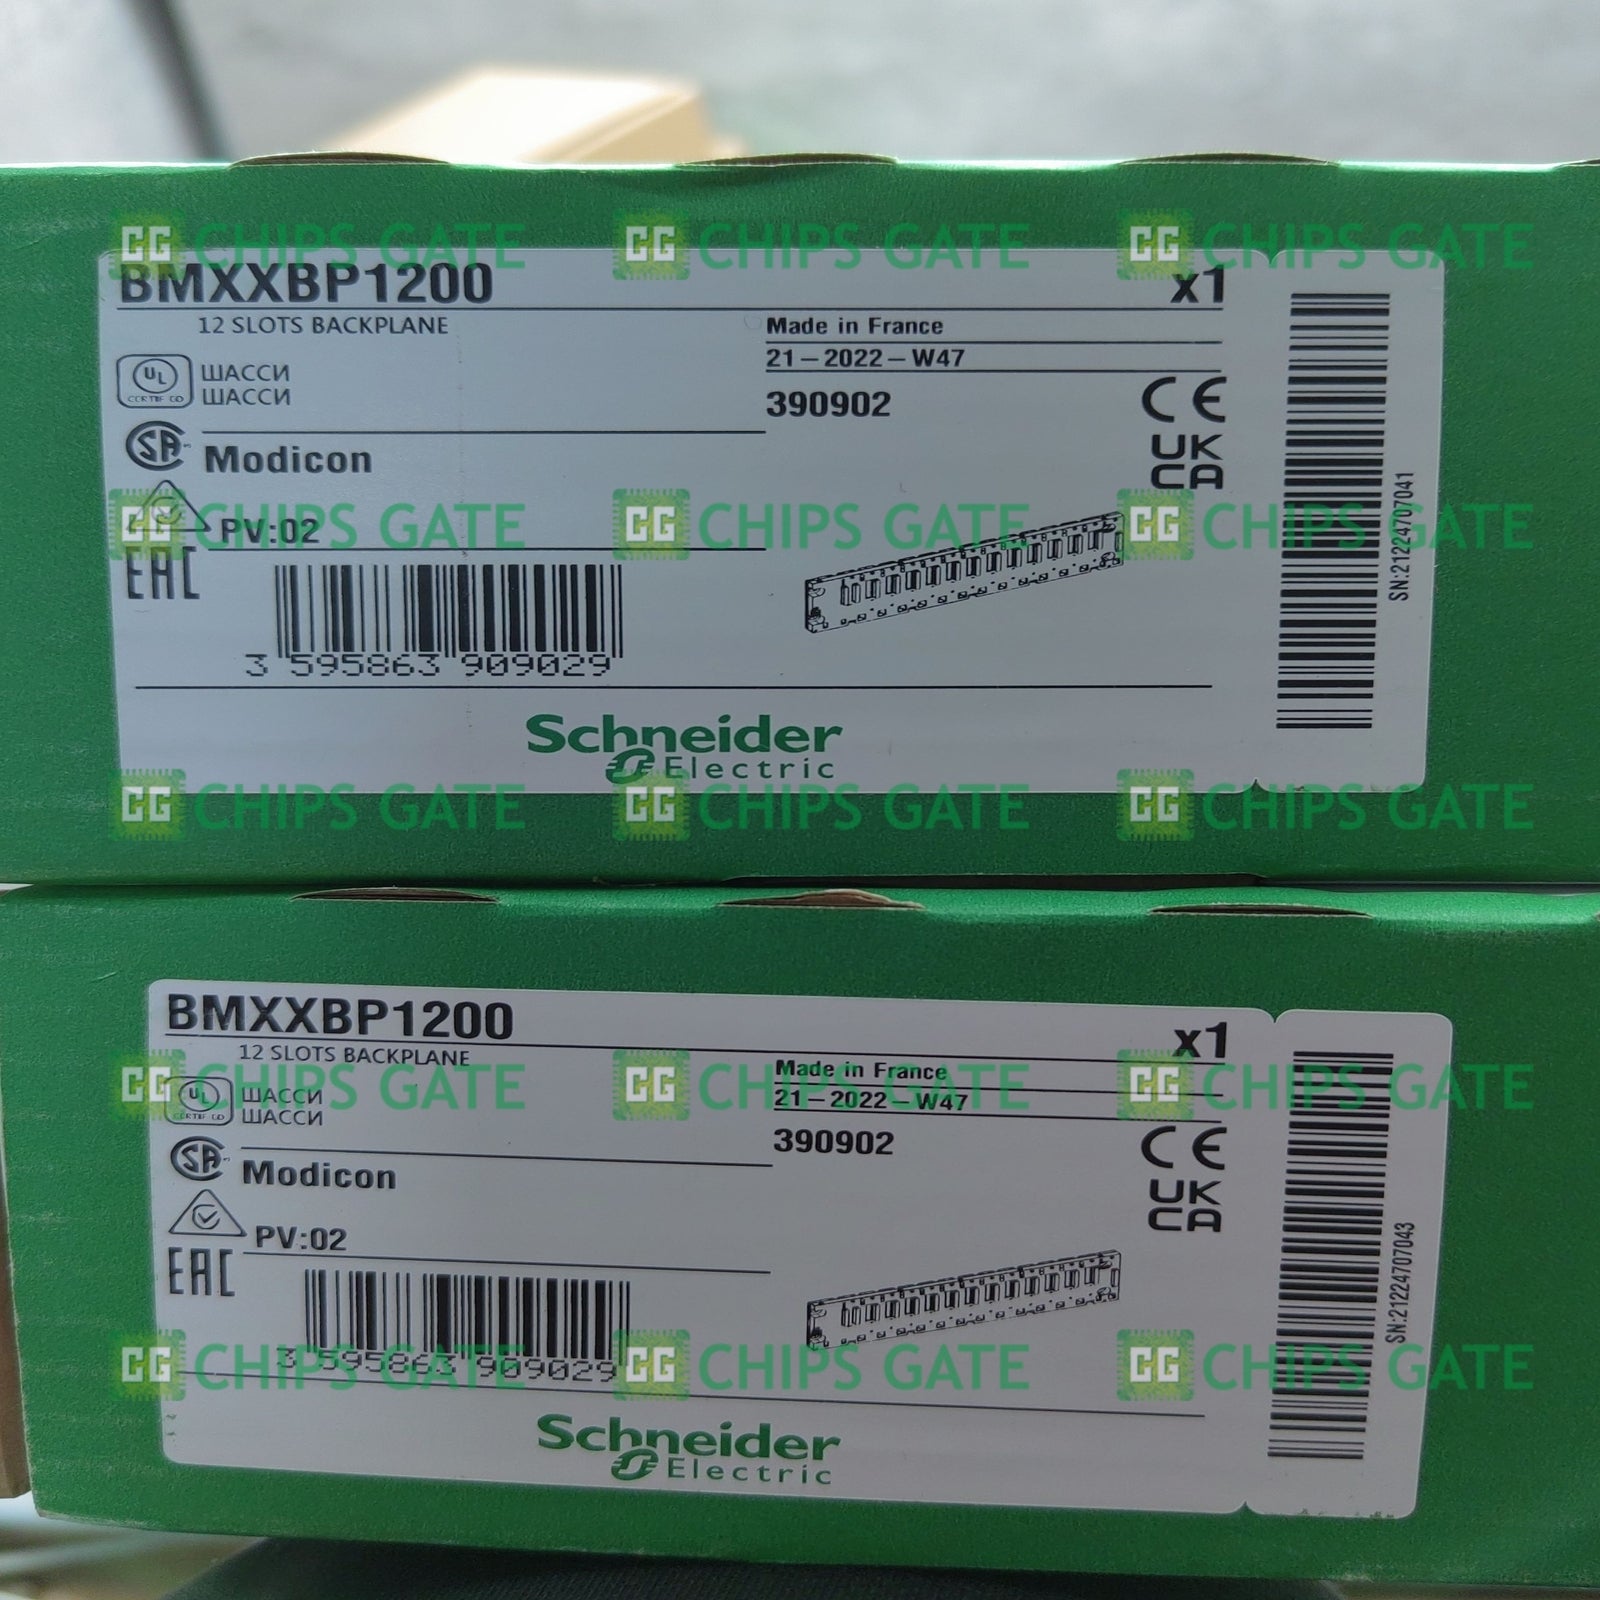 CG CHIPS GATE CG CHIPS GATE CG CHIPS GATE
BMXXBP1200
x1
12 SLOTS BACKPLANE
Made in France
21-2022-W47
390902
UL
ШАССИ
ШАССИ
CE
UK
CA
SA
Modicon
CG CHIPS GATE CG CHIPS GATE CG CHIPS GATE
PV:02
EAC
3 595863 909029
SN:21224707041
Schneider
Electric
CG CHIPS GATE CG CHIPS GATE CG CHIPS GATE
BMXXBP1200
x1
12 SLOTS BACKPLANE
Made in France
CG CHIPS GATE CG CHIPS GATE CG CHIPS GATE
21-2022-W47
390902
UL
ШАССИ
ШАССИ
CE
UK
CA
SA
Modicon
PV:02
EAC
3 595863 909029
SN:21224707043
CG CHIPS GATE CG CHIPS GATE CG CHIPS GATE
Schneider
Electric